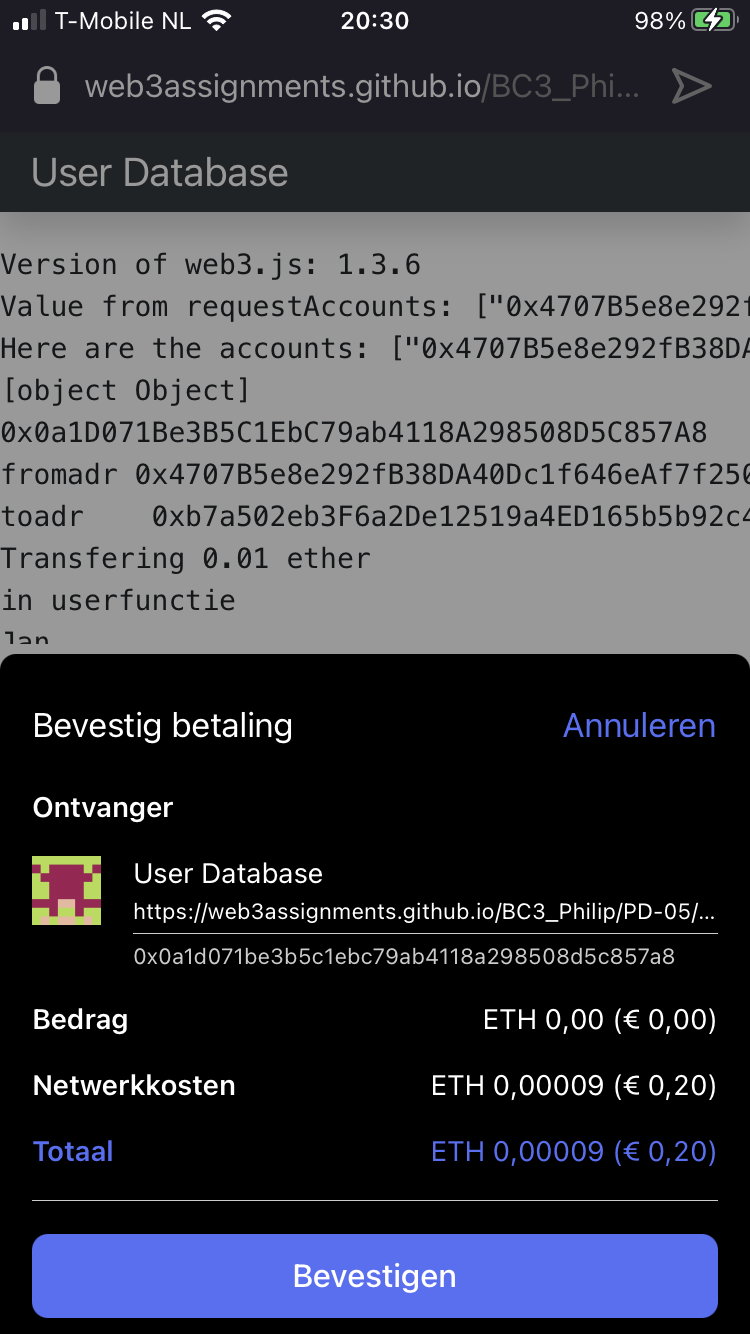 T-Mobile NL 20:30 98%
web3assignments.github.io/BC3_Phi...
User Database
Version of web3.js: 1.3.6
Value from requestAccounts: ["0x4707B5e8e292f
Here are the accounts: ["0x4707B5e8e292fB38DA
[object Object]
0x0a1D071Be3B5C1EbC79ab4118A298508D5C857A8
fromadr 0x4707B5e8e292fB38DA40Dc1f646eAf7f250
toadr    0xb7a502eb3F6a2De12519a4ED165b5b92c4
Transfering 0.01 ether
in userfunctie
Jan
Bevestig betaling Annuleren
Ontvanger
User Database
https://web3assignments.github.io/BC3_Philip/PD-05/...
0x0a1d071be3b5c1ebc79ab4118a298508d5c857a8
Bedrag ETH 0,00 (€ 0,00)
Netwerkkosten ETH 0,00009 (€ 0,20)
Totaal ETH 0,00009 (€ 0,20)
Bevestigen